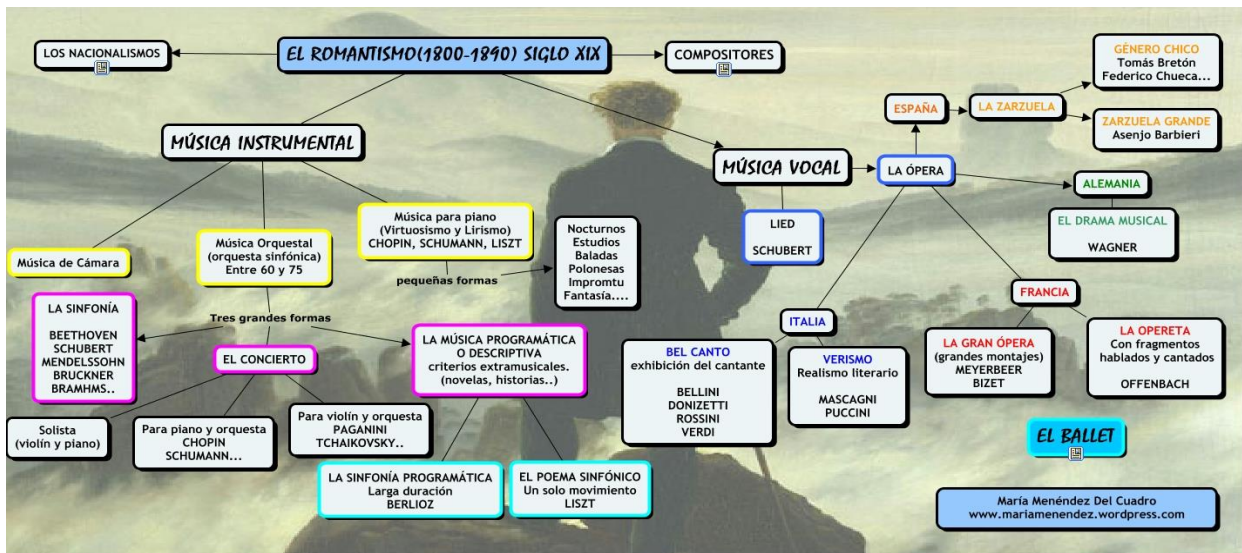 LOS NACIONALISMOS
EL ROMANTISMO(1800-1890) SIGLO XIX
COMPOSITORES
MÚSICA INSTRUMENTAL
Música de Cámara
Música Orquestal
(orquesta sinfónica)
Entre 60 y 75
Música para piano
(Virtuosismo y Lirismo)
CHOPIN, SCHUMANN, LISZT
pequeñas formas
Nocturnos
Estudios
Baladas
Polonesas
Impromtu
Fantasía....
Tres grandes formas
LA SINFONÍA
BEETHOVEN
SCHUBERT
MENDELSSOHN
BRUCKNER
BRAMHMS..
EL CONCIERTO
Solista
(violín y piano)
Para piano y orquesta
CHOPIN
SCHUMANN...
Para violín y orquesta
PAGANINI
TCHAIKOVSKY..
LA MÚSICA PROGRAMÁTICA
O DESCRIPTIVA
criterios extramusicales.
(novelas, historias..)
LA SINFONÍA PROGRAMÁTICA
Larga duración
BERLIOZ
EL POEMA SINFÓNICO
Un solo movimiento
LISZT
MÚSICA VOCAL
LIED
SCHUBERT
LA ÓPERA
ESPAÑA
LA ZARZUELA
GÉNERO CHICO
Tomás Bretón
Federico Chueca...
ZARZUELA GRANDE
Asenjo Barbieri
ALEMANIA
EL DRAMA MUSICAL
WAGNER
FRANCIA
LA GRAN ÓPERA
(grandes montajes)
MEYERBEER
BIZET
LA OPERETA
Con fragmentos
hablados y cantados
OFFENBACH
ITALIA
BEL CANTO
exhibición del cantante
BELLINI
DONIZETTI
ROSSINI
VERDI
VERISMO
Realismo literario
MASCAGNI
PUCCINI
EL BALLET
María Menéndez Del Cuadro
www.mariamenendez.wordpress.com